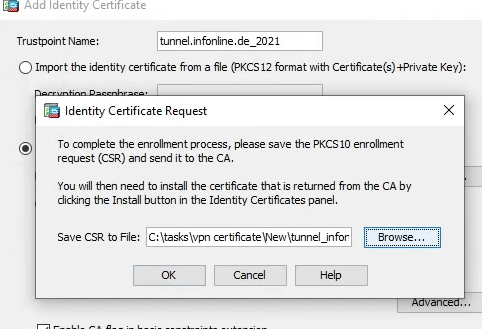 Add Identity Certificate
Trustpoint Name:
tunnel.infonline.de_2021
Import the identity certificate from a file (PKCS12 format with Certificate(s)+Private Key):
Decryption Passphrase:
Identity Certificate Request
To complete the enrollment process, please save the PKCS10 enrollment
request (CSR) and send it to the CA.
You will then need to install the certificate that is returned from the CA by
clicking the Install button in the Identity Certificates panel.
Save CSR to File:
C:\tasks\vpn certificate\New\tunnel_infor
Browse...
OK
Cancel
Help
Advanced...
Enable CA flag in basic constraints extension